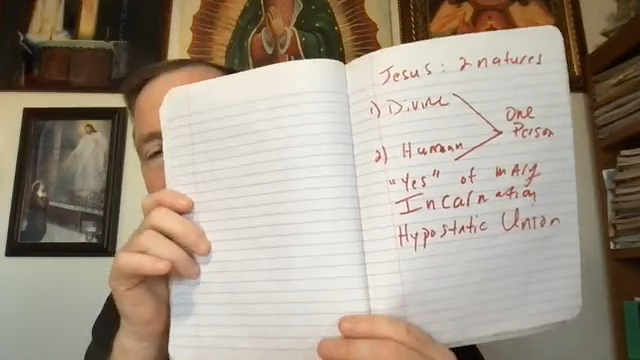 Jesus: 2 natures
1) Divine
One
Person
2) Human
"Yes" of Mary
Incarnation
Hypostatic Union